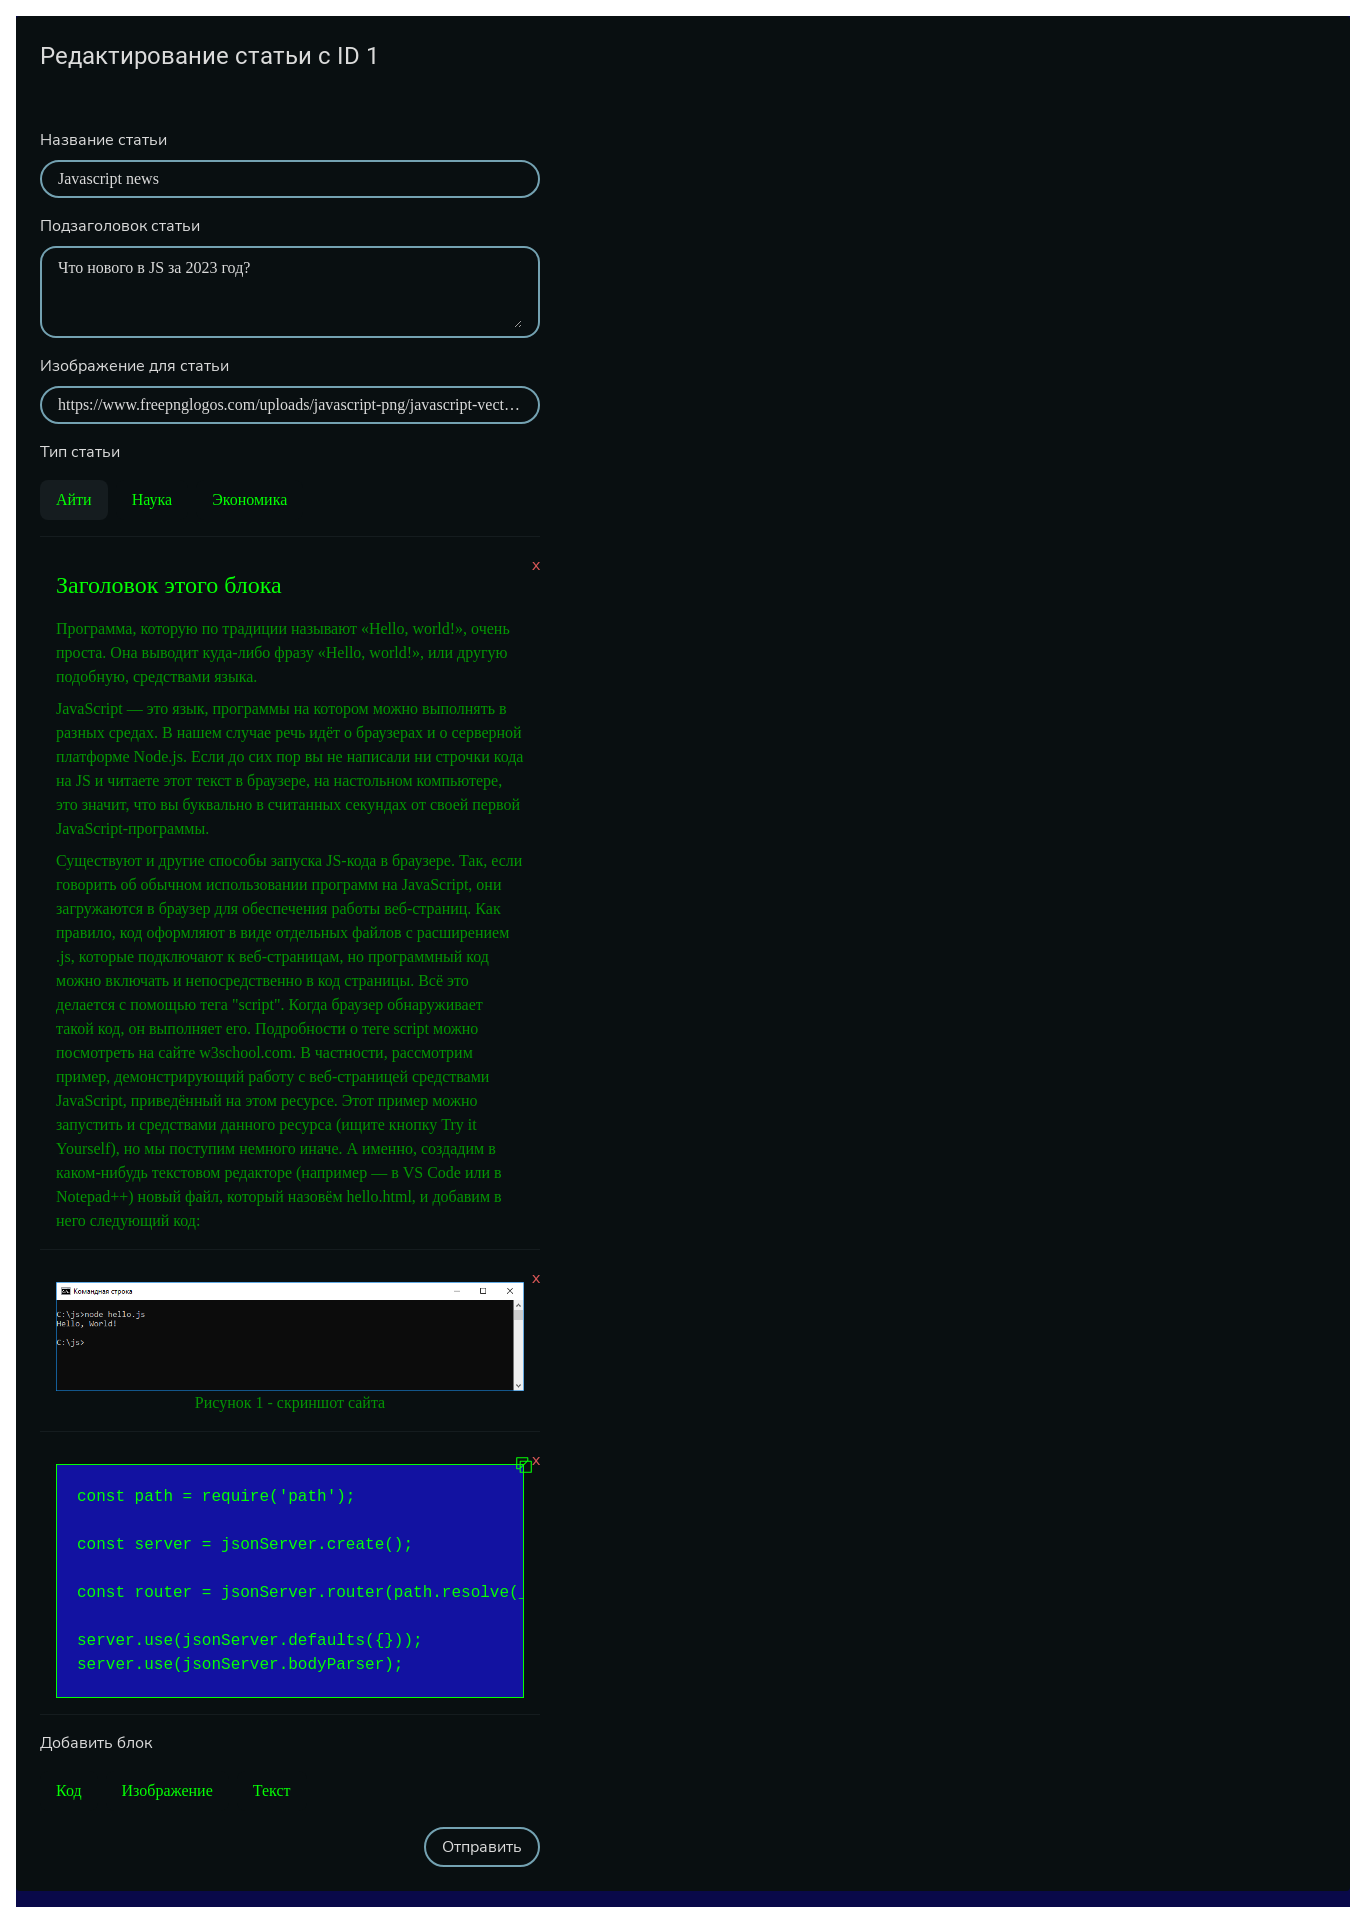 Редактирование статьи с ID 1
Название статьи
Javascript news
Подзаголовок статьи
Что нового в JS за 2023 год?
Изображение для статьи
https://www.freepnglogos.com/uploads/javascript-png/javascript-vect…
Тип статьи
Айти Наука Экономика
x
Заголовок этого блока
Программа, которую по традиции называют «Hello, world!», очень
проста. Она выводит куда-либо фразу «Hello, world!», или другую
подобную, средствами языка.
JavaScript — это язык, программы на котором можно выполнять в
разных средах. В нашем случае речь идёт о браузерах и о серверной
платформе Node.js. Если до сих пор вы не написали ни строчки кода
на JS и читаете этот текст в браузере, на настольном компьютере,
это значит, что вы буквально в считанных секундах от своей первой
JavaScript-программы.
Существуют и другие способы запуска JS-кода в браузере. Так, если
говорить об обычном использовании программ на JavaScript, они
загружаются в браузер для обеспечения работы веб-страниц. Как
правило, код оформляют в виде отдельных файлов с расширением
.js, которые подключают к веб-страницам, но программный код
можно включать и непосредственно в код страницы. Всё это
делается с помощью тега "script". Когда браузер обнаруживает
такой код, он выполняет его. Подробности о теге script можно
посмотреть на сайте w3school.com. В частности, рассмотрим
пример, демонстрирующий работу с веб-страницей средствами
JavaScript, приведённый на этом ресурсе. Этот пример можно
запустить и средствами данного ресурса (ищите кнопку Try it
Yourself), но мы поступим немного иначе. А именно, создадим в
каком-нибудь текстовом редакторе (например — в VS Code или в
Notepad++) новый файл, который назовём hello.html, и добавим в
него следующий код:
x
Командная строка
C:\js>node hello.js
Hello, World!
C:\js>
Рисунок 1 - скриншот сайта
x
const path = require('path');
const server = jsonServer.create();
const router = jsonServer.router(path.resolve(_
server.use(jsonServer.defaults({}));
server.use(jsonServer.bodyParser);
Добавить блок
Код Изображение Текст
Отправить